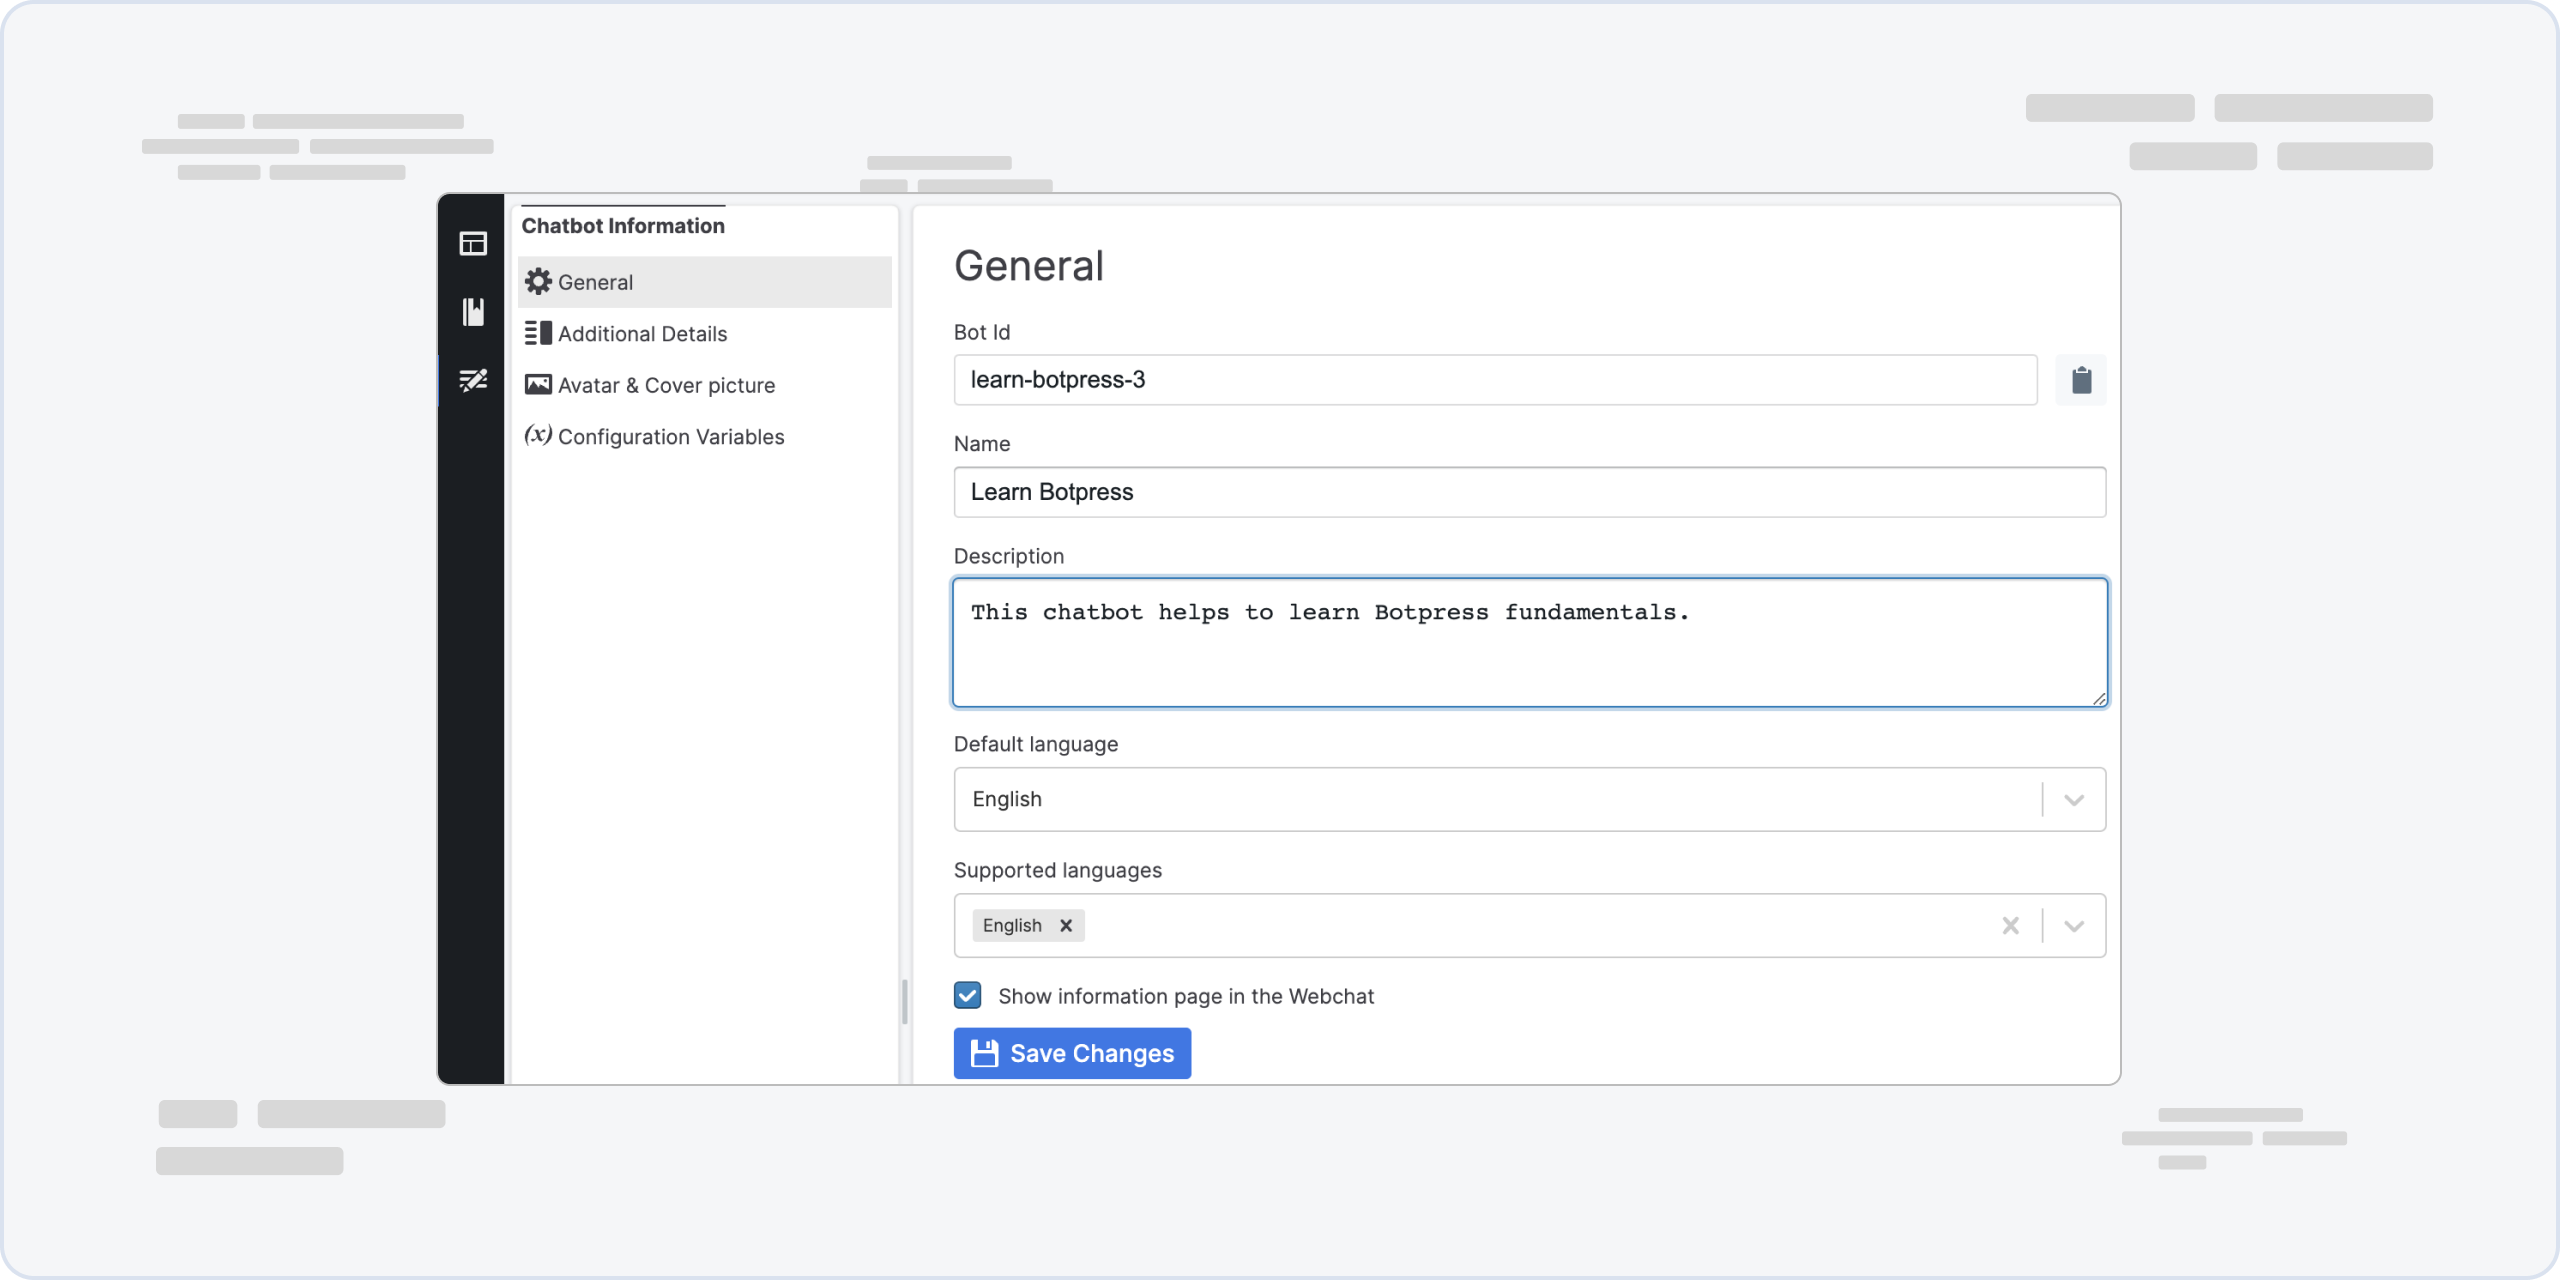 Chatbot Information
General
Additional Details
Avatar & Cover picture
(x) Configuration Variables
General
Bot Id
learn-botpress-3
Name
Learn Botpress
Description
This chatbot helps to learn Botpress fundamentals.
Default language
English
Supported languages
English
Show information page in the Webchat
Save Changes